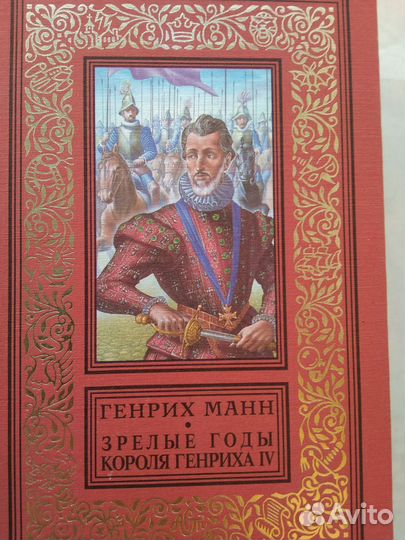 ГЕНРИХ МАНН
•
ЗРЕЛЫЕ ГОДЫ
КОРОЛЯ ГЕНРИХА IV
Avito